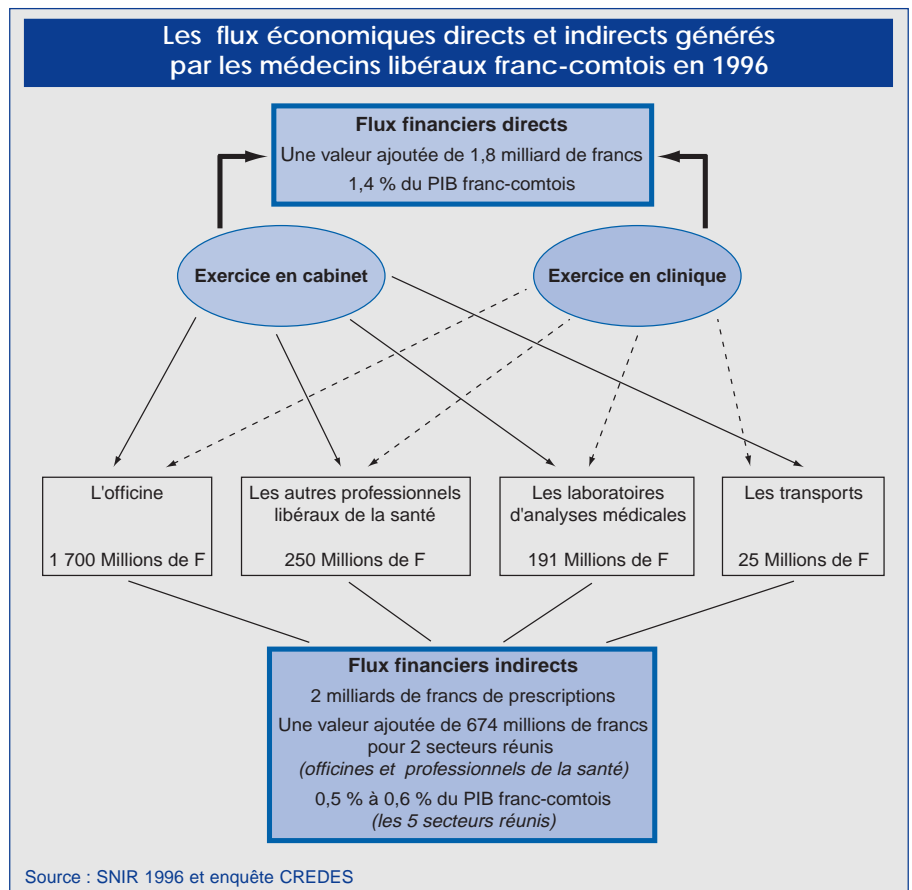 Les flux économiques directs et indirects générés
par les médecins libéraux franc-comtois en 1996
Flux financiers directs
Une valeur ajoutée de 1,8 milliard de francs
1,4 % du PIB franc-comtois
Exercice en cabinet
Exercice en clinique
L'officine
1 700 Millions de F
Les autres professionnels
libéraux de la santé
250 Millions de F
Les laboratoires
d'analyses médicales
191 Millions de F
Les transports
25 Millions de F
Flux financiers indirects
2 milliards de francs de prescriptions
Une valeur ajoutée de 674 millions de francs
pour 2 secteurs réunis
(officines et professionnels de la santé)
0,5 % à 0,6 % du PIB franc-comtois
(les 5 secteurs réunis)
Source : SNIR 1996 et enquête CREDES